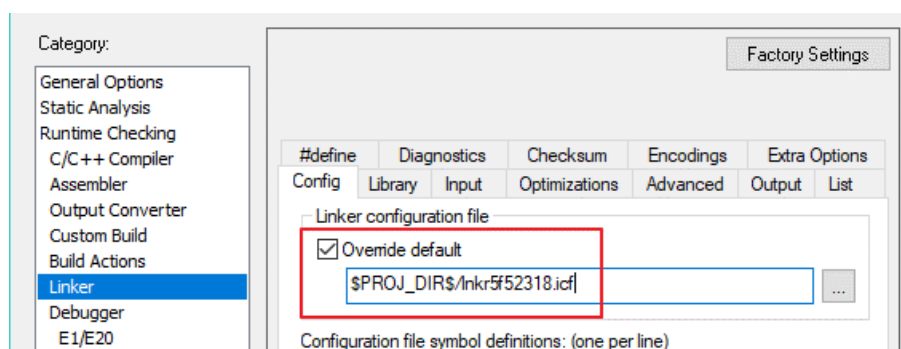 Category:
Factory Settings
General Options
Static Analysis
Runtime Checking
C/C++ Compiler
Assembler
Output Converter
Custom Build
Build Actions
Linker
Debugger
E1/E20
#define Diagnostics Checksum Encodings Extra Options
Config Library Input Optimizations Advanced Output List
Linker configuration file
Override default
$PROJ_DIR$/lnkr5f52318.icf
...
Configuration file symbol definitions: (one per line)